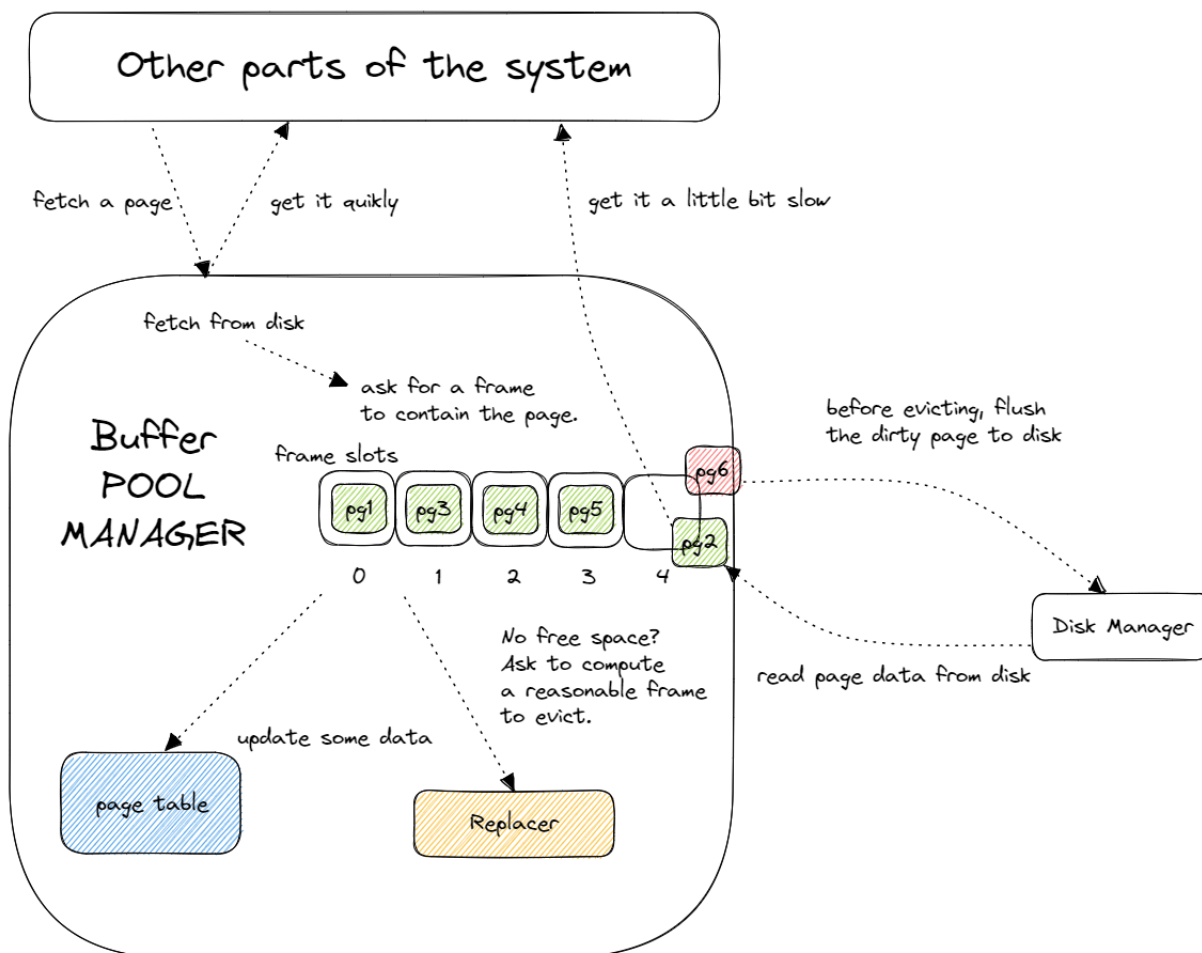 Other parts of the system
fetch a page
get it quikly
get it a little bit slow
fetch from disk
ask for a frame
to contain the page.
before evicting, flush
the dirty page to disk
Buffer
POOL
MANAGER
frame slots
pg6
pg1
pg3
pg4
pg5
pg2
0
1
2
3
4
No free space?
Ask to compute
a reasonable frame
to evict.
Disk Manager
read page data from disk
update some data
page table
Replacer